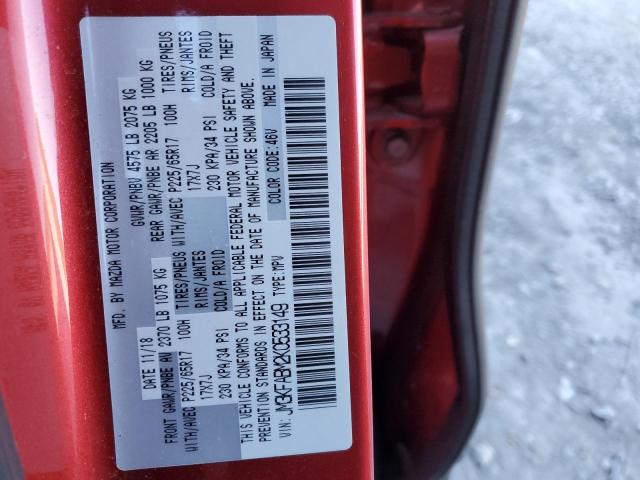 MFD. BY MAZDA MOTOR CORPORATION
DATE 11/18 GVWR/PNBV 4575 LB 2075 KG
FRONT GAWR/PNBE AV 2370 LB 1075 KG REAR GAWR/PNBE AR 2205 LB 1000 KG
WITH/AVEC P225/65R17 100H TIRES/PNEUS WITH/AVEC P225/65R17 100H TIRES/PNEUS
17X7J RIMS/JANTES 17X7J RIMS/JANTES
230 KPA/34 PSI COLD/A FROID 230 KPA/34 PSI COLD/A FROID
THIS VEHICLE CONFORMS TO ALL APPLICABLE FEDERAL MOTOR VEHICLE SAFETY AND THEFT
PREVENTION STANDARDS IN EFFECT ON THE DATE OF MANUFACTURE SHOWN ABOVE.
VIN: JM3KFABM2K0533149 TYPE:MPV COLOR CODE:46V MADE IN JAPAN